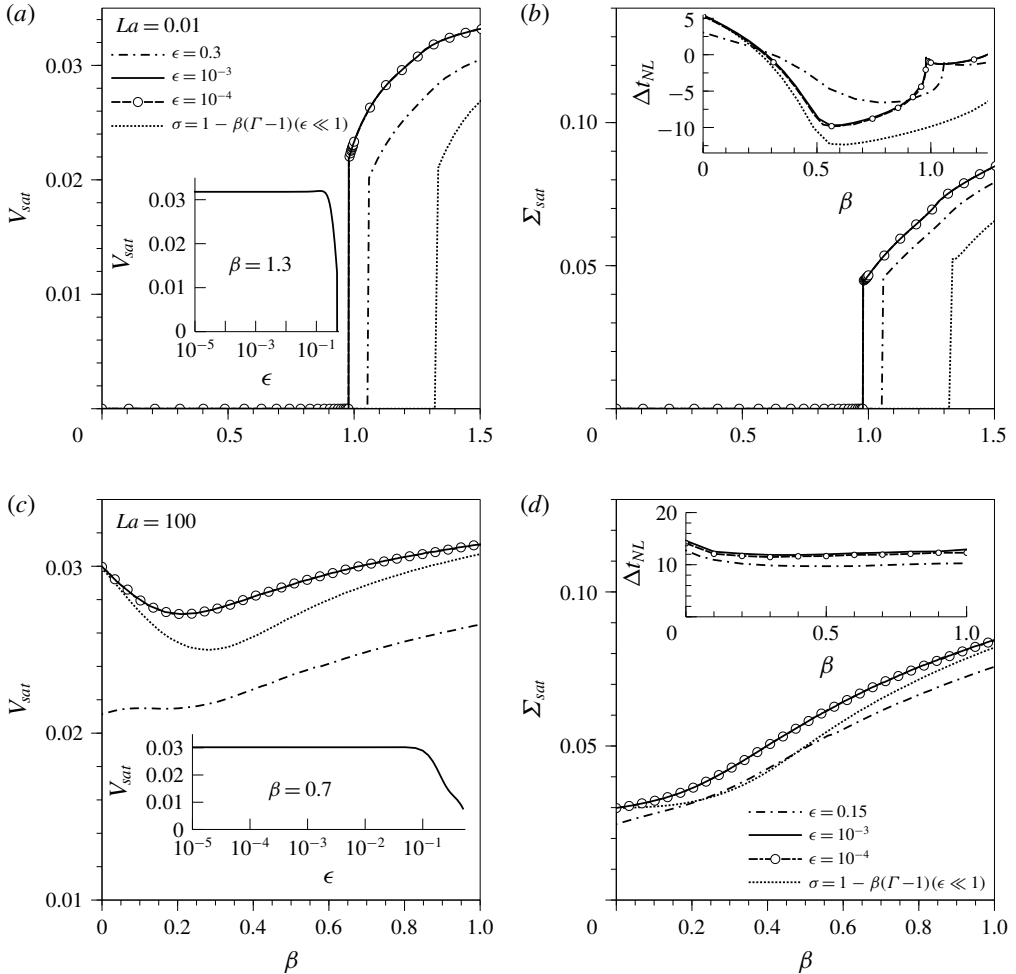 (a)
La = 0.01
ϵ = 0.3
ϵ = 10⁻³
ϵ = 10⁻⁴
σ = 1 − β(Γ − 1)(ϵ ≪ 1)
V_sat
0.03
0.02
0.01
0
0.5
1.0
1.5
V_sat
0.03
0.02
0.01
0
β = 1.3
10⁻⁵
10⁻³
10⁻¹
ϵ
(b)
Σ_sat
0.10
0.05
0
0.5
1.0
1.5
Δt_NL
5
0
−5
−10
0
0.5
1.0
β
(c)
La = 100
V_sat
0.03
0.02
0.01
0
0.2
0.4
0.6
0.8
1.0
β
V_sat
0.03
0.02
0.01
0
β = 0.7
10⁻⁵
10⁻⁴
10⁻³
10⁻²
10⁻¹
ϵ
(d)
Σ_sat
0.10
0.05
0
0.2
0.4
0.6
0.8
1.0
β
Δt_NL
20
10
0
0.5
1.0
β
ϵ = 0.15
ϵ = 10⁻³
ϵ = 10⁻⁴
σ = 1 − β(Γ − 1)(ϵ ≪ 1)